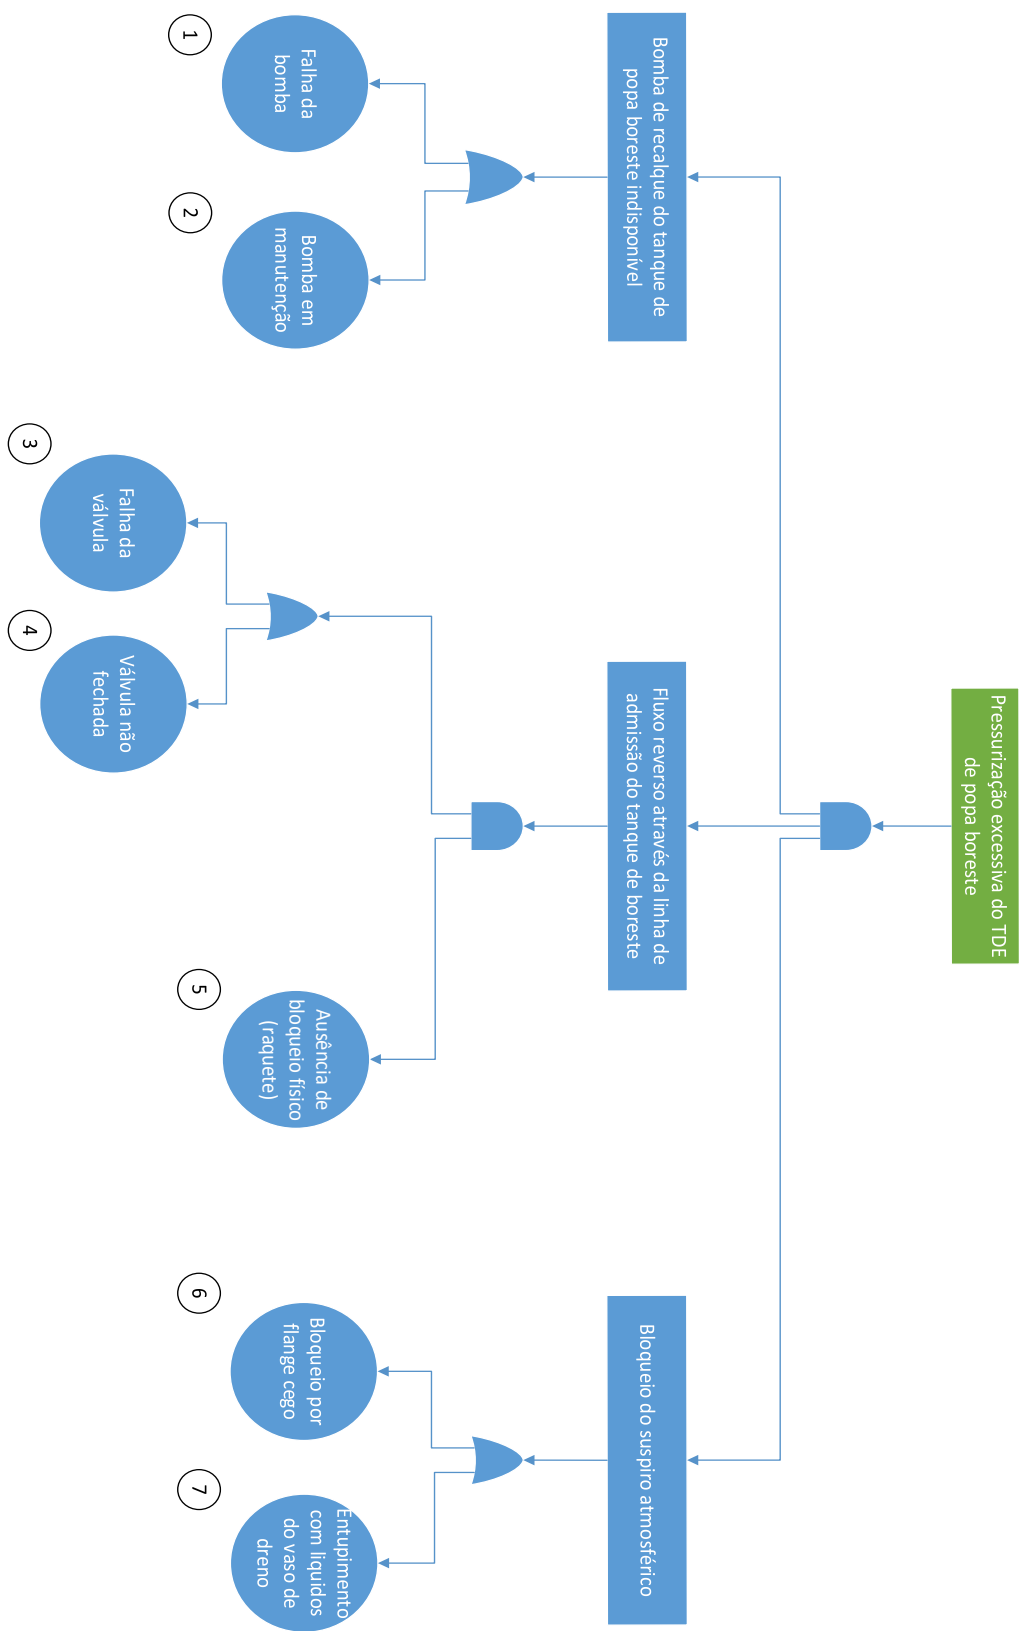 Pressurização excessiva do TDE
de popa boreste
Bomba de recalque do tanque de
popa boreste indisponível
Fluxo reverso através da linha de
admissão do tanque de boreste
Bloqueio do suspiro atmosférico
Falha da
bomba
1
Bomba em
manutenção
2
Falha da
válvula
3
Válvula não
fechada
4
Ausência de
bloqueio físico
(raquete)
5
Bloqueio por
flange cego
6
Entupimento
com liquidos
do vaso de
dreno
7